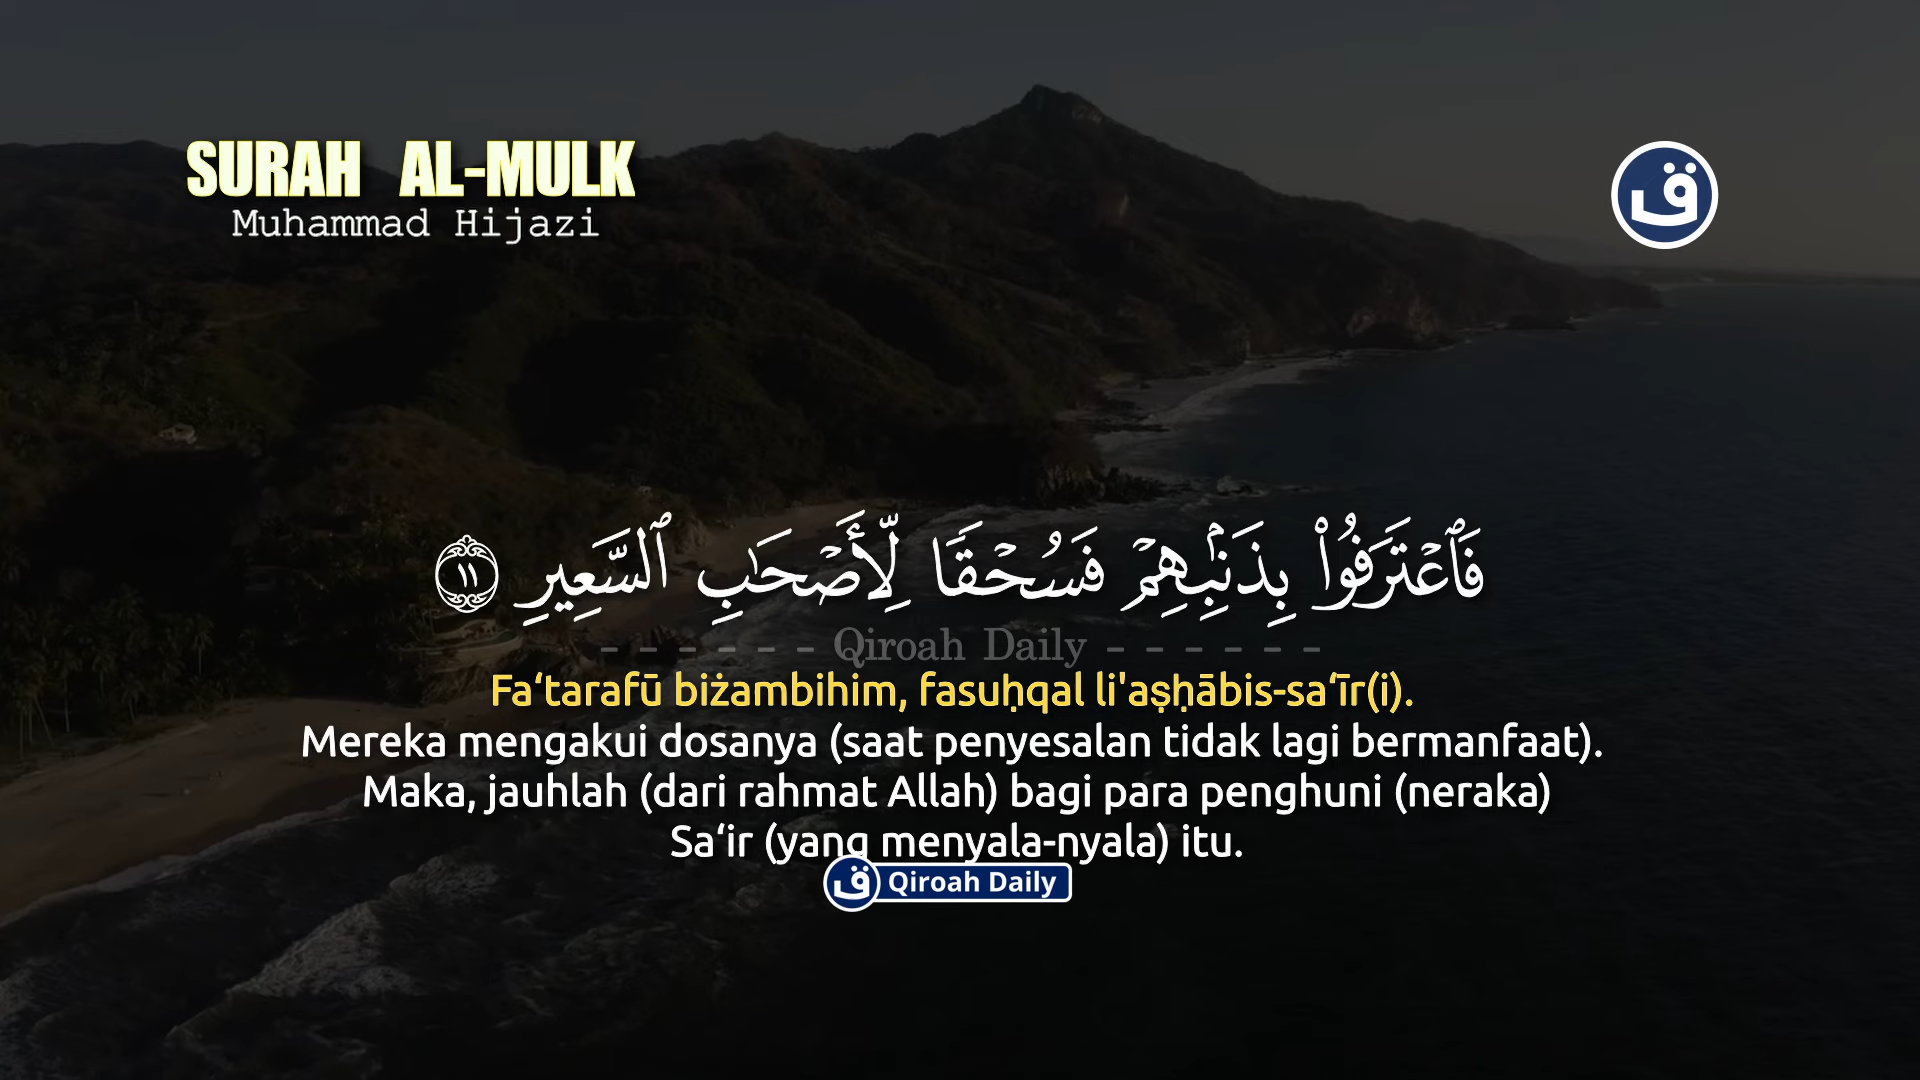 SURAH AL-MULK
Muhammad Hijazi
ق
فَٱعْتَرَفُوا۟ بِذَنۢبِهِمْ فَسُحْقًا لِّأَصْحَٰبِ ٱلسَّعِيرِ ١١
- - - - - - Qiroah Daily - - - - - -
Fa‘tarafū biżambihim, fasuḥqal li'aṣḥābis-sa‘īr(i).
Mereka mengakui dosanya (saat penyesalan tidak lagi bermanfaat).
Maka, jauhlah (dari rahmat Allah) bagi para penghuni (neraka)
Sa‘ir (yang menyala-nyala) itu.
ق Qiroah Daily